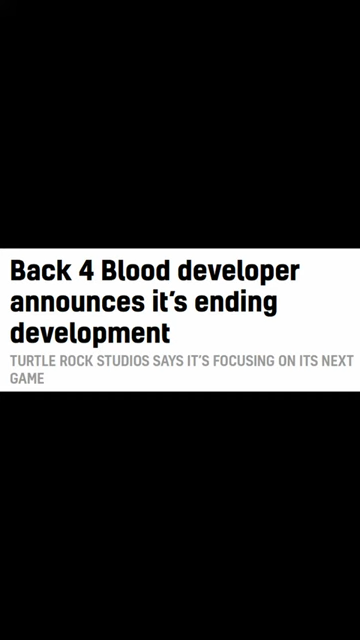 Back 4 Blood developer
announces it's ending
development
TURTLE ROCK STUDIOS SAYS IT'S FOCUSING ON ITS NEXT
GAME